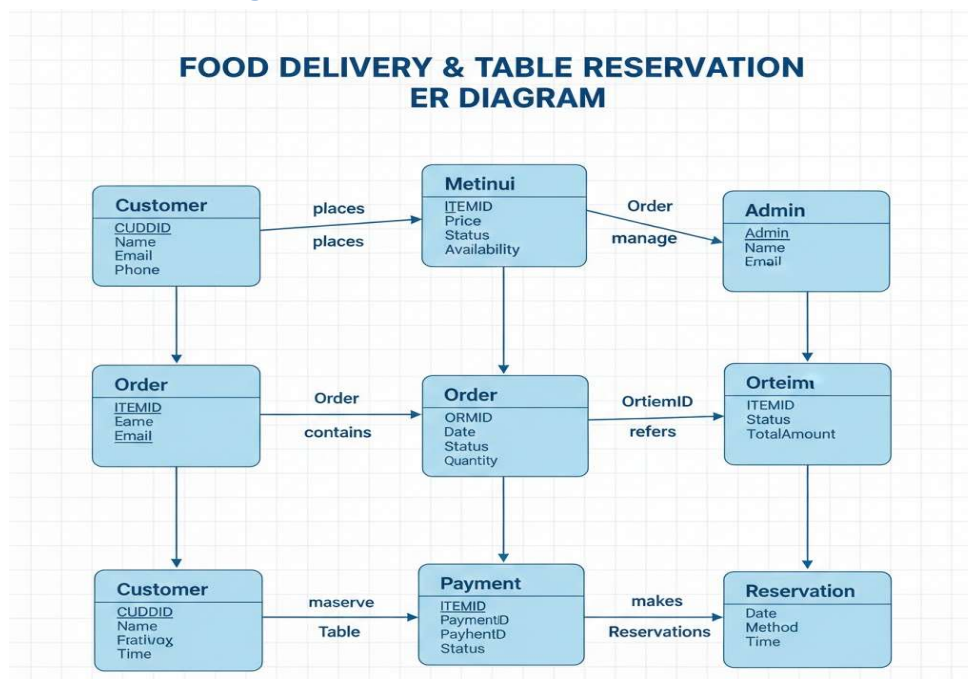 FOOD DELIVERY & TABLE RESERVATION
ER DIAGRAM
Customer
CUDDID
Name
Email
Phone
places
places
Metinui
ITEMID
Price
Status
Availability
Order
manage
Admin
Admin
Name
Email
Order
ITEMID
Eame
Email
Order
contains
Order
ORMID
Date
Status
Quantity
OrtiemID
refers
ITEMID
Status
TotalAmount
Customer
CUDDID
Name
Time
maserve
Table
Payment
ITEMID
PaymentID
PayhentD
Status
makes
Reservations
Reservation
Date
Method
Time